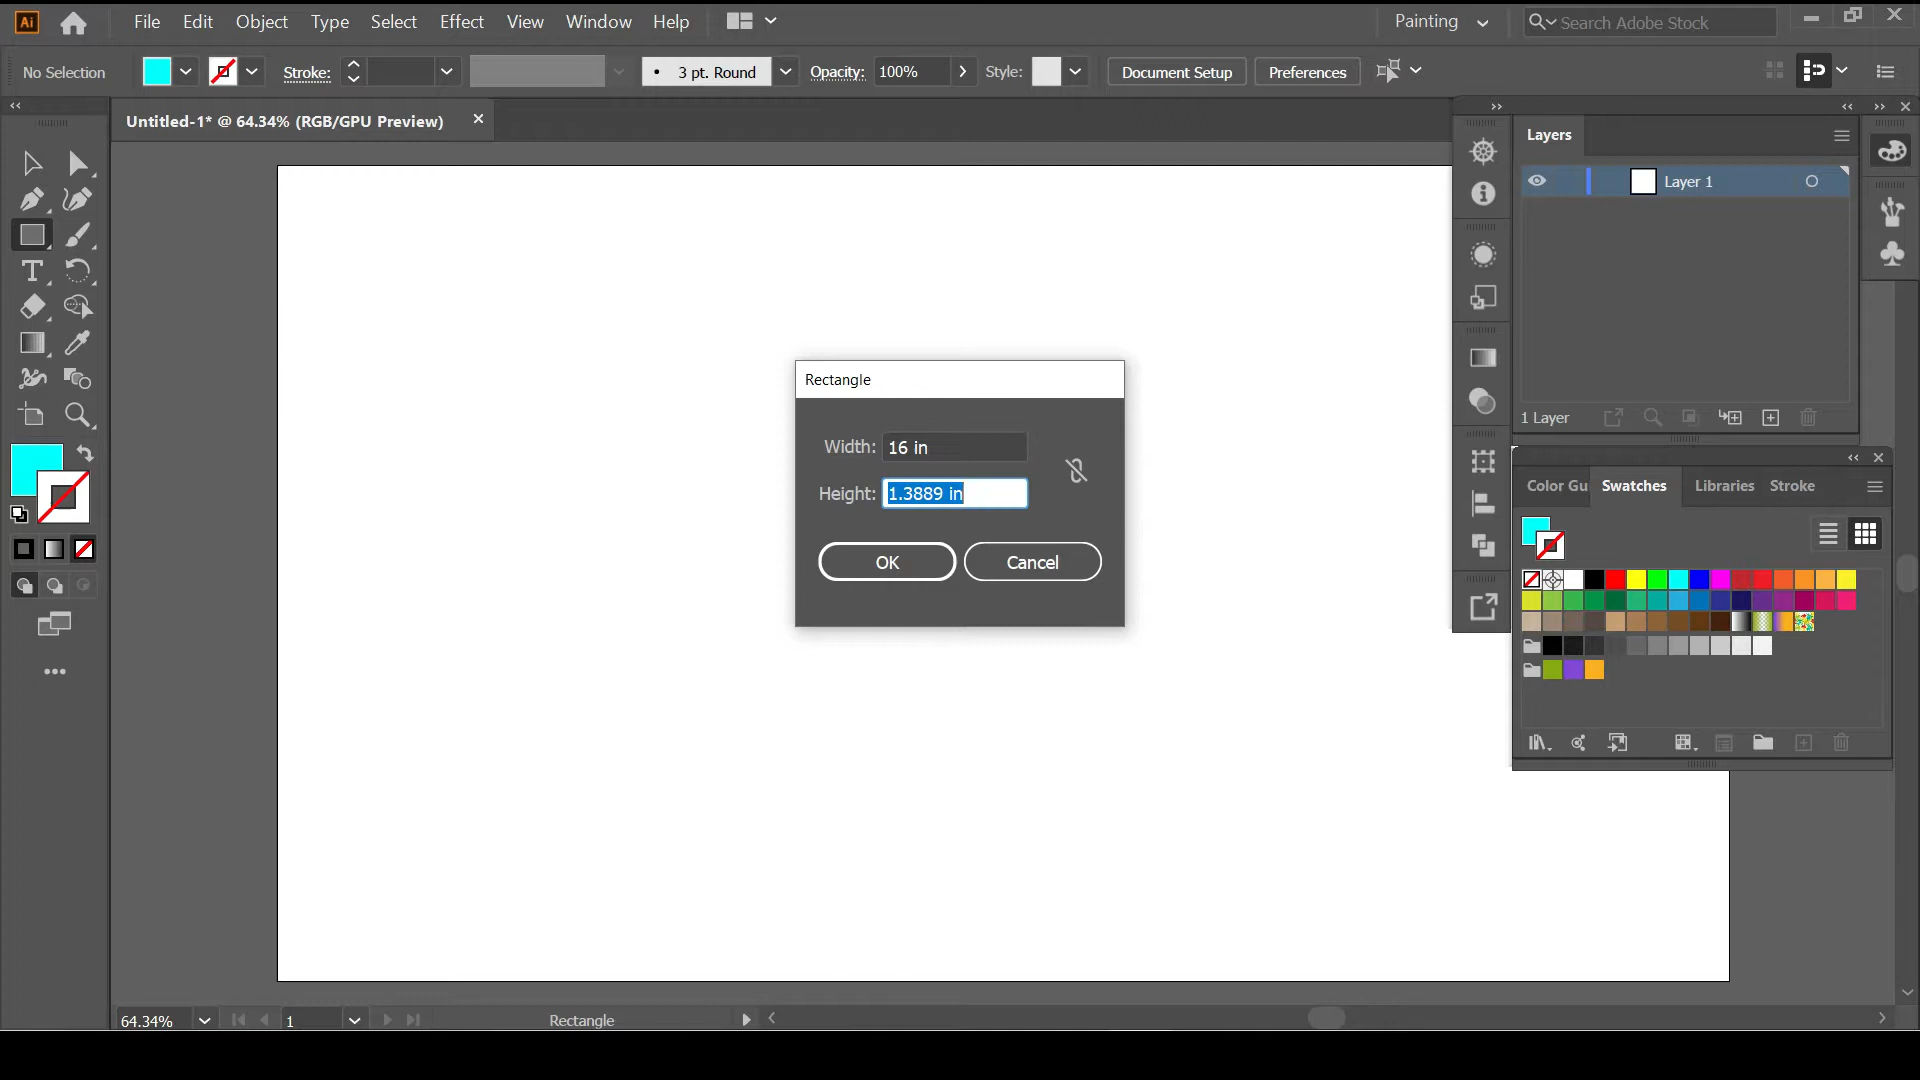 Ai File Edit Object Type Select Effect View Window Help Painting Search Adobe Stock
No Selection Stroke: 3 pt. Round Opacity: 100% Style: Document Setup Preferences
Untitled-1* @ 64.34% (RGB/GPU Preview)
Layers
Layer 1
Rectangle
Width: 16 in
Height: 1.3889 in
OK Cancel
1 Layer
Color Gu Swatches Libraries Stroke
64.34% 1 Rectangle